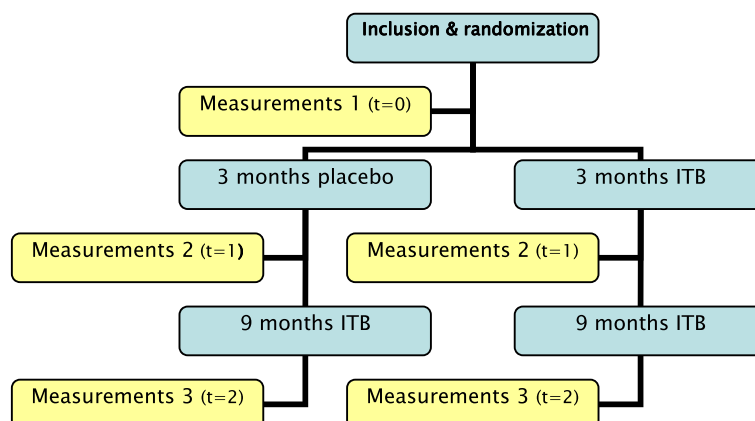 Inclusion & randomization
Measurements 1 (t=0)
3 months placebo
3 months ITB
Measurements 2 (t=1)
Measurements 2 (t=1)
9 months ITB
9 months ITB
Measurements 3 (t=2)
Measurements 3 (t=2)